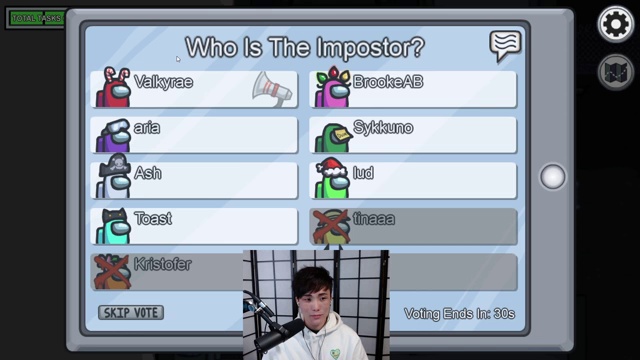 TOTAL TASKS
Who Is The Impostor?
Valkyrae
BrookeAB
aria
Sykkuno
Ash
lud
Toast
tinaaa
Kristofer
SKIP VOTE
Voting Ends In: 30s